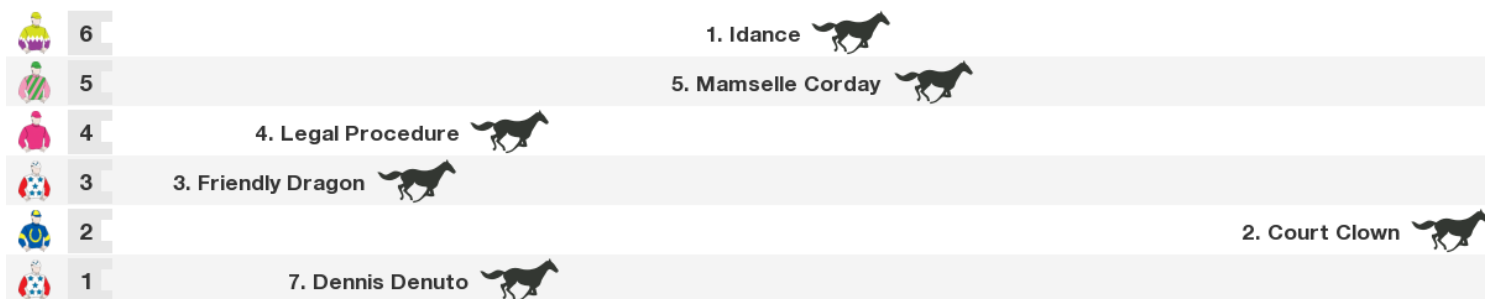 6 1. Idance
5 5. Mamselle Corday
4 4. Legal Procedure
3 3. Friendly Dragon
2 2. Court Clown
1 7. Dennis Denuto